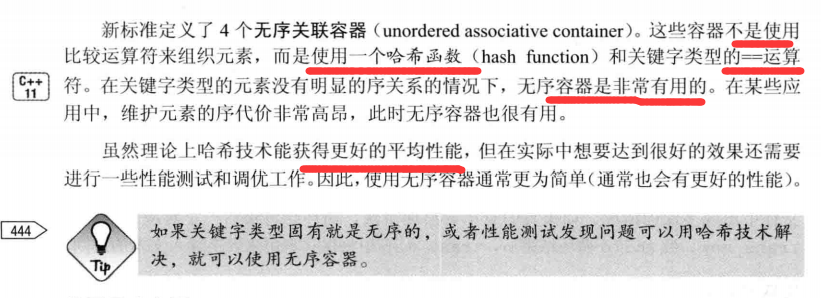 新标准定义了 4 个无序关联容器(unordered associative container)。这些容器不是使用
比较运算符来组织元素,而是使用一个哈希函数(hash function)和关键字类型的==运算
C++
11
符。在关键字类型的元素没有明显的序关系的情况下,无序容器是非常有用的。在某些应
用中,维护元素的序代价非常高昂,此时无序容器也很有用。
虽然理论上哈希技术能获得更好的平均性能,但在实际中想要达到很好的效果还需要
进行一些性能测试和调优工作。因此,使用无序容器通常更为简单(通常也会有更好的性能)。
444
Tip
如果关键字类型固有就是无序的,或者性能测试发现问题可以用哈希技术解
决,就可以使用无序容器。